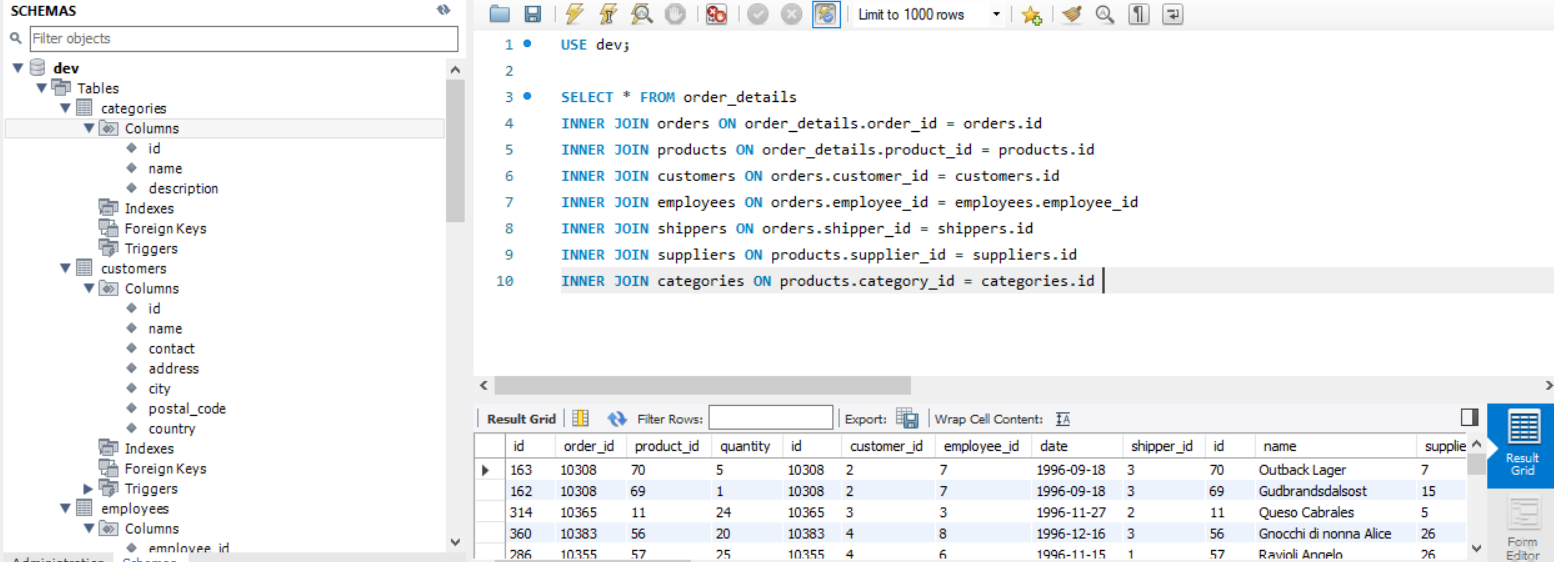 SCHEMAS
Filter objects
dev
Tables
categories
Columns
id
name
description
Indexes
Foreign Keys
Triggers
customers
Columns
id
name
contact
address
city
postal_code
country
Indexes
Foreign Keys
Triggers
employees
Columns
employee_id
Administration Schemas
Limit to 1000 rows
1 USE dev;
2
3 SELECT * FROM order_details
4 INNER JOIN orders ON order_details.order_id = orders.id
5 INNER JOIN products ON order_details.product_id = products.id
6 INNER JOIN customers ON orders.customer_id = customers.id
7 INNER JOIN employees ON orders.employee_id = employees.employee_id
8 INNER JOIN shippers ON orders.shipper_id = shippers.id
9 INNER JOIN suppliers ON products.supplier_id = suppliers.id
10 INNER JOIN categories ON products.category_id = categories.id
Result Grid Filter Rows: Export: Wrap Cell Content:
id order_id product_id quantity id customer_id employee_id date shipper_id id name supplie
163 10308 70 5 10308 2 7 1996-09-18 3 70 Outback Lager 7
162 10308 69 1 10308 2 7 1996-09-18 3 69 Gudbrandsdalsost 15
314 10365 11 24 10365 3 3 1996-11-27 2 11 Queso Cabrales 5
360 10383 56 20 10383 4 8 1996-12-16 3 56 Gnocchi di nonna Alice 26
286 10355 57 25 10355 4 6 1996-11-15 1 57 Ravioli Angelo 26
Result
Grid
Form
Editor